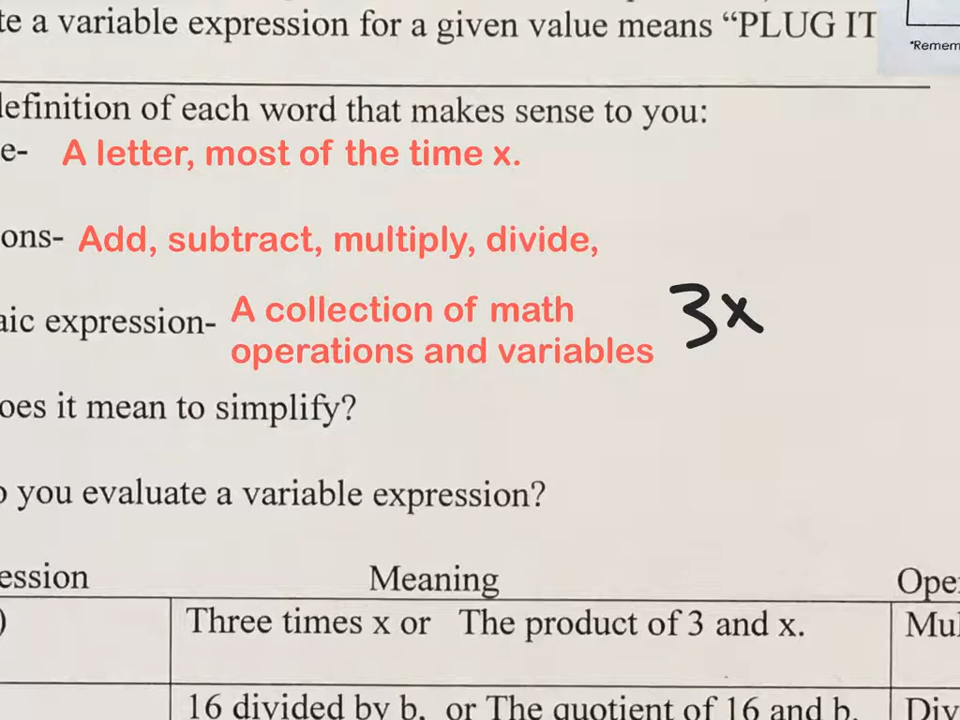 te a variable expression for a given value means “PLUG IT
*Remem
definition of each word that makes sense to you:
e- A letter, most of the time x.
ons- Add, subtract, multiply, divide,
aic expression- A collection of math
operations and variables
3x
oes it mean to simplify?
o you evaluate a variable expression?
ession Meaning Ope
) Three times x or The product of 3 and x. Mul
16 divided by b, or The quotient of 16 and b. Div